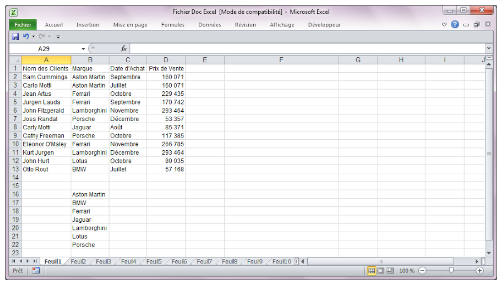 Fichier Doc Excel [Mode de compatibilité] - Microsoft Excel
Fichier Accueil Insertion Mise en page Formules Données Révision Affichage Développeur
A29 fx
A B C D E F G H I J
1 Nom des Clients Marque Date d'Achat Prix de Vente
2 Sam Cummings Aston Martin Septembre 160 071
3 Carlo Motti Aston Martin Juillet 160 071
4 Jean Artus Ferrari Octobre 229 435
5 Jurgen Lauds Ferrari Septembre 170 742
6 John Fitzgerald Lamborghini Novembre 293 464
7 Joss Randal Porsche Décembre 53 357
8 Carly Motti Jaguar Août 85 371
9 Cathy Freeman Porsche Octobre 117 385
10 Eleonor O'Maley Ferrari Novembre 266 785
11 Kurt Jurgen Lamborghini Décembre 293 464
12 John Hurt Lotus Octobre 80 035
13 Otto Rout BMW Juillet 57 168
14
15
16 Aston Martin
17 BMW
18 Ferrari
19 Jaguar
20 Lamborghini
21 Lotus
22 Porsche
23
Feuil1 Feuil2 Feuil3 Feuil4 Feuil5 Feuil6 Feuil7 Feuil8 Feuil9 Feuil10
Prêt 100 %